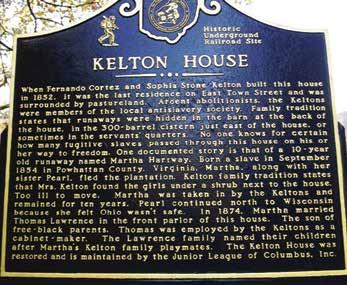 Historic
Underground
Railroad Site
KELTON HOUSE
When Fernando Cortez and Sophia Stone Kelton built this house
in 1852, it was the last residence on East Town Street and was
surrounded by pastureland. Ardent abolitionists, the Keltons
were members of the local antislavery society. Family tradition
states that runaways were hidden in the barn at the back of
the house, in the 300-barrel cistern just east of the house, or
sometimes in the servants' quarters. No one knows for certain
how many fugitive slaves passed through this house on his or
her way to freedom. One documented story is that of a 10-year
old runaway named Martha Hartway. Born a slave in September
1854 in Powhattan County, Virginia, Martha, along with her
sister Pearl, fled the plantation. Kelton family tradition states
that Mrs. Kelton found the girls under a shrub next to the house.
Too ill to move, Martha was taken in by the Keltons and
remained for ten years. Pearl continued north to Wisconsin
because she felt Ohio wasn't safe. In 1874, Martha married
Thomas Lawrence in the front parlor of this house. The son of
free-black parents, Thomas was employed by the Keltons as a
cabinet-maker. The Lawrence family named their children
after Martha's Kelton family playmates. The Kelton House was
restored and is maintained by the Junior League of Columbus, Inc.